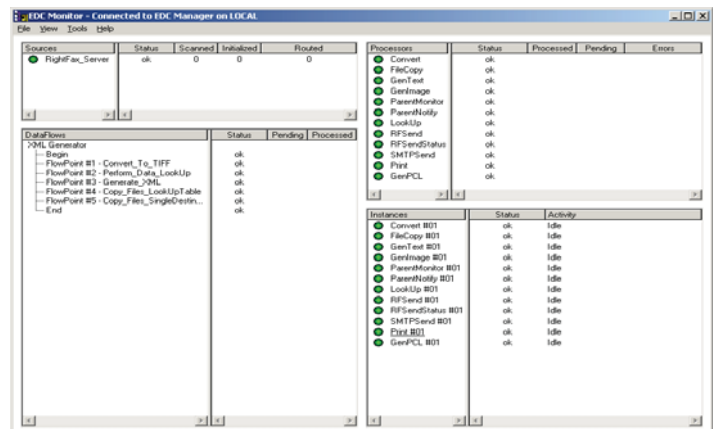 EDC Monitor - Connected to EDC Manager on LOCAL
File View Tools Help
Sources Status Scanned Initialized Routed
RightFax_Server ok 0 0 0
DataFlows Status Pending Processed
XML Generator
Begin ok
FlowPoint #1 - Convert_To_TIFF ok
FlowPoint #2 - Perform_Data_LookUp ok
FlowPoint #3 - Generate_XML ok
FlowPoint #4 - Copy_Files_LookUpTable ok
FlowPoint #5 - Copy_Files_SingleDestin... ok
End ok
Processors Status Processed Pending Errors
Convert ok
FileCopy ok
GenText ok
GenImage ok
ParentMonitor ok
ParentNotify ok
LookUp ok
RFSend ok
RFSendStatus ok
SMTPSend ok
Print ok
GenPCL ok
Instances Status Activity
Convert #01 ok Idle
FileCopy #01 ok Idle
GenText #01 ok Idle
GenImage #01 ok Idle
ParentMonitor #01 ok Idle
ParentNotify #01 ok Idle
LookUp #01 ok Idle
RFSend #01 ok Idle
RFSendStatus #01 ok Idle
SMTPSend #01 ok Idle
Print #01 ok Idle
GenPCL #01 ok Idle